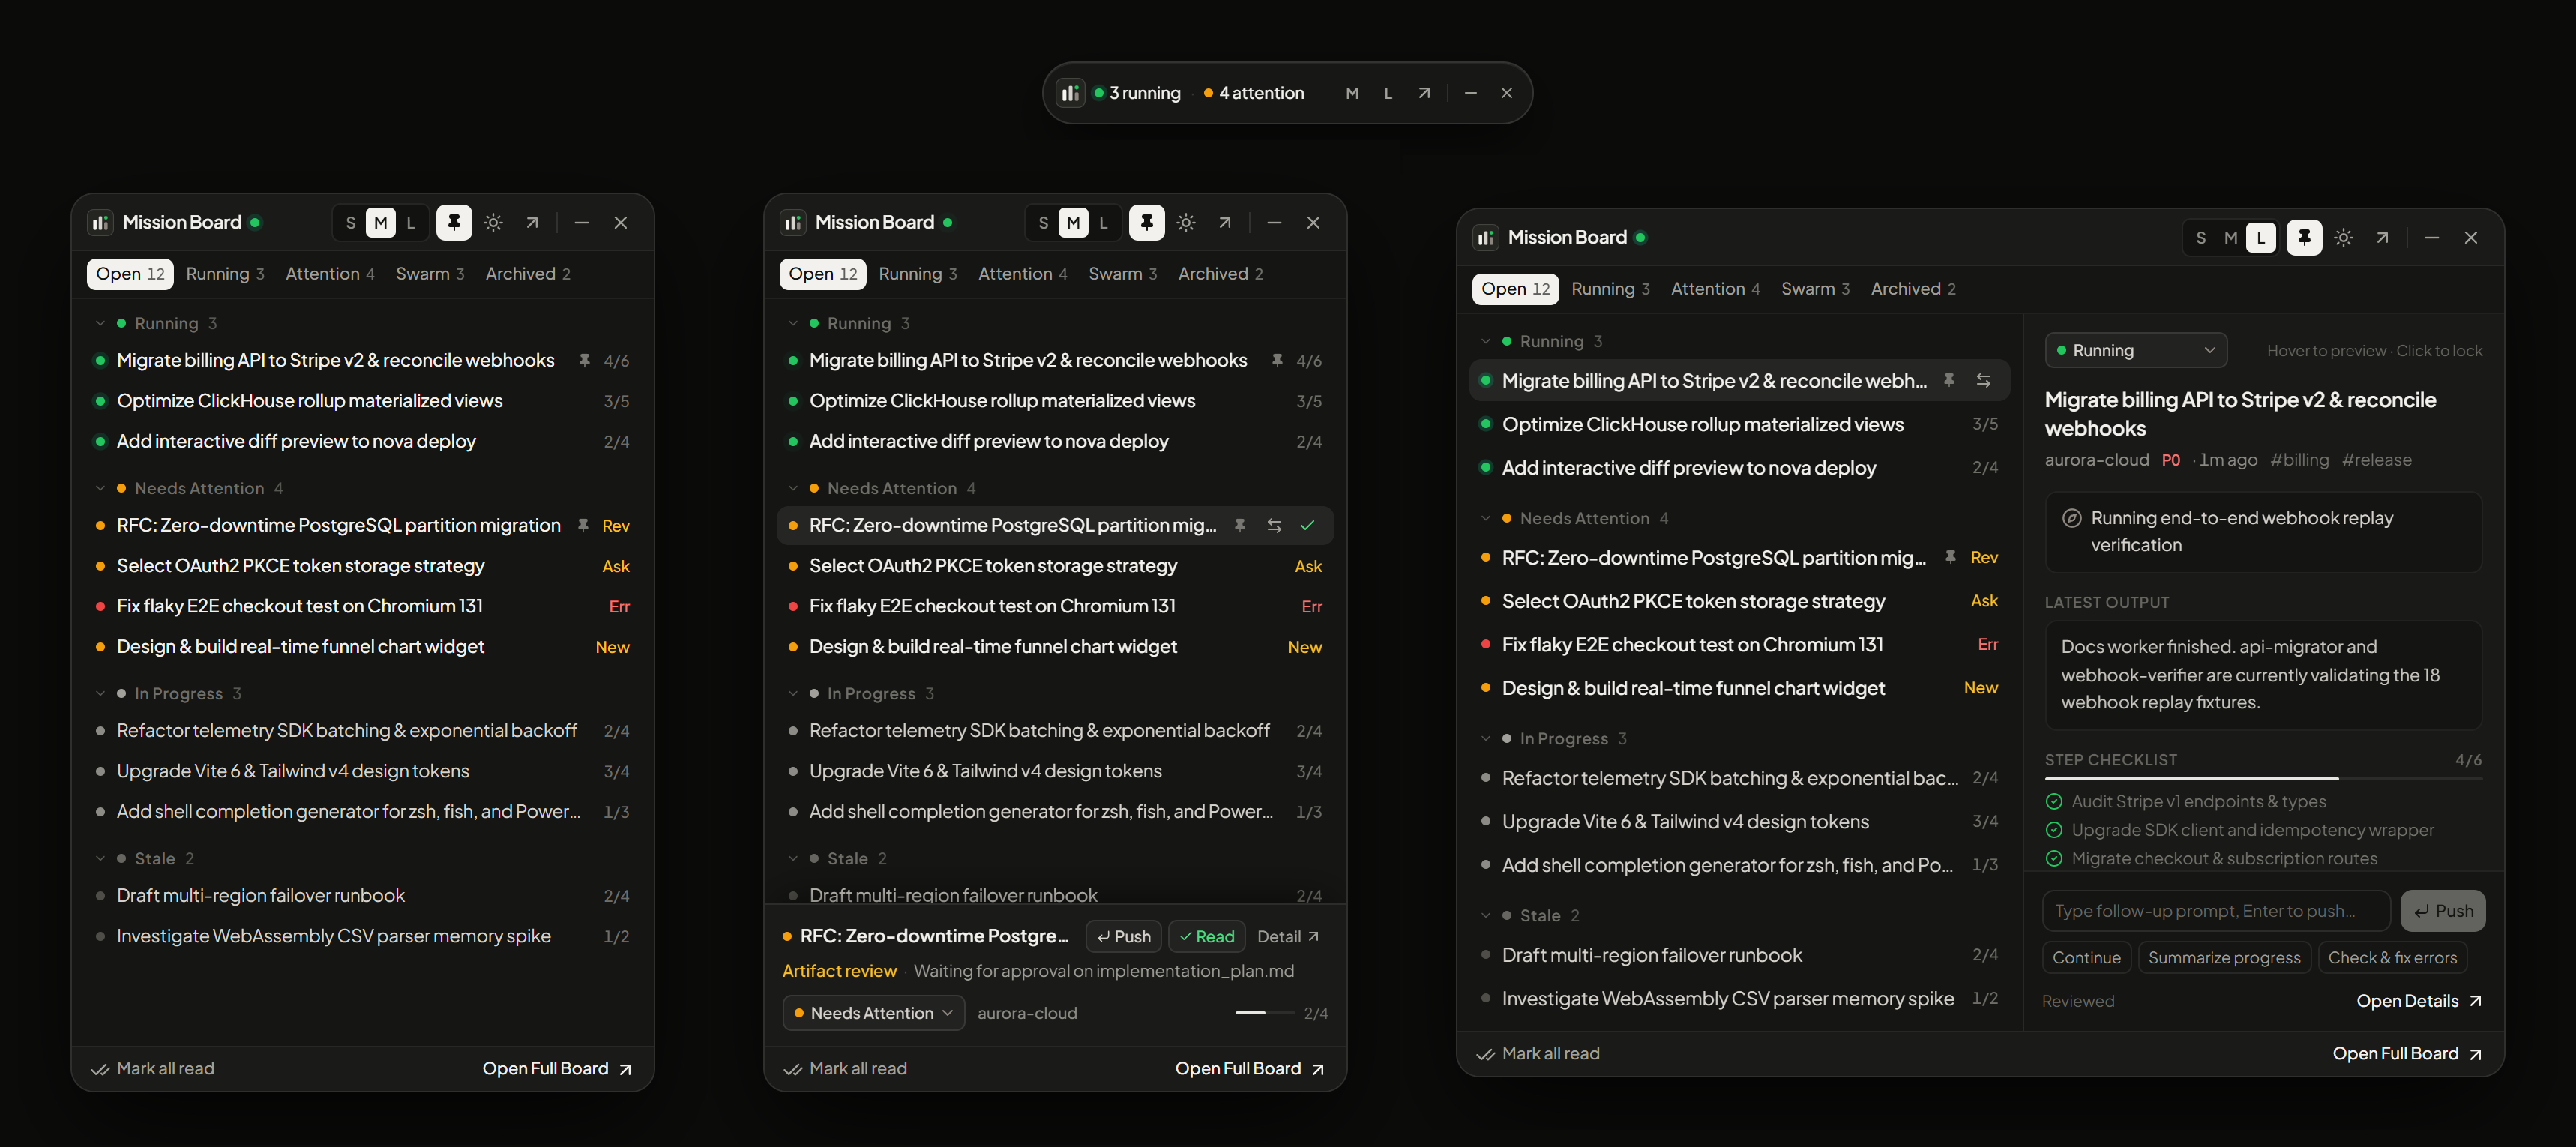 3 running · 4 attention M L
Mission Board S M L
Open 12 Running 3 Attention 4 Swarm 3 Archived 2
Running 3
Migrate billing API to Stripe v2 & reconcile webhooks 4/6
Optimize ClickHouse rollup materialized views 3/5
Add interactive diff preview to nova deploy 2/4
Needs Attention 4
RFC: Zero-downtime PostgreSQL partition migration Rev
Select OAuth2 PKCE token storage strategy Ask
Fix flaky E2E checkout test on Chromium 131 Err
Design & build real-time funnel chart widget New
In Progress 3
Refactor telemetry SDK batching & exponential backoff 2/4
Upgrade Vite 6 & Tailwind v4 design tokens 3/4
Add shell completion generator for zsh, fish, and Power... 1/3
Stale 2
Draft multi-region failover runbook 2/4
Investigate WebAssembly CSV parser memory spike 1/2
Mark all read Open Full Board
Mission Board S M L
Open 12 Running 3 Attention 4 Swarm 3 Archived 2
Running 3
Migrate billing API to Stripe v2 & reconcile webhooks 4/6
Optimize ClickHouse rollup materialized views 3/5
Add interactive diff preview to nova deploy 2/4
Needs Attention 4
RFC: Zero-downtime PostgreSQL partition mig...
Select OAuth2 PKCE token storage strategy Ask
Fix flaky E2E checkout test on Chromium 131 Err
Design & build real-time funnel chart widget New
In Progress 3
Refactor telemetry SDK batching & exponential backoff 2/4
Upgrade Vite 6 & Tailwind v4 design tokens 3/4
Add shell completion generator for zsh, fish, and Power... 1/3
Stale 2
Draft multi-region failover runbook 2/4
RFC: Zero-downtime Postgre... Push Read Detail
Artifact review · Waiting for approval on implementation_plan.md
Needs Attention aurora-cloud 2/4
Mark all read Open Full Board
Mission Board S M L
Open 12 Running 3 Attention 4 Swarm 3 Archived 2
Running 3
Migrate billing API to Stripe v2 & reconcile webh...
Optimize ClickHouse rollup materialized views 3/5
Add interactive diff preview to nova deploy 2/4
Needs Attention 4
RFC: Zero-downtime PostgreSQL partition mig... Rev
Select OAuth2 PKCE token storage strategy Ask
Fix flaky E2E checkout test on Chromium 131 Err
Design & build real-time funnel chart widget New
In Progress 3
Refactor telemetry SDK batching & exponential bac... 2/4
Upgrade Vite 6 & Tailwind v4 design tokens 3/4
Add shell completion generator for zsh, fish, and Po... 1/3
Stale 2
Draft multi-region failover runbook 2/4
Investigate WebAssembly CSV parser memory spike 1/2
Running Hover to preview · Click to lock
Migrate billing API to Stripe v2 & reconcile
webhooks
aurora-cloud P0 · 1m ago #billing #release
Running end-to-end webhook replay
verification
LATEST OUTPUT
Docs worker finished. api-migrator and
webhook-verifier are currently validating the 18
webhook replay fixtures.
STEP CHECKLIST 4/6
Audit Stripe v1 endpoints & types
Upgrade SDK client and idempotency wrapper
Migrate checkout & subscription routes
Type follow-up prompt, Enter to push... Push
Continue Summarize progress Check & fix errors
Reviewed Open Details
Mark all read Open Full Board